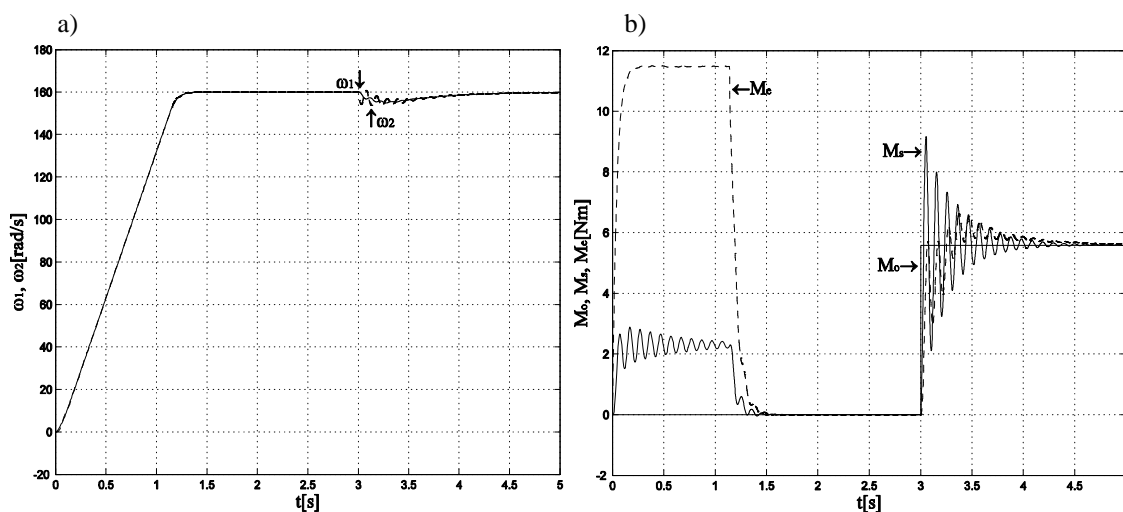 a)
180
160
140
120
100
80
60
40
20
0
-20
ω1, ω2[rad/s]
ω1
ω2
0 0.5 1 1.5 2 2.5 3 3.5 4 4.5 5
t[s]
b)
12
10
8
6
4
2
0
-2
Mo, Ms, Me[Nm]
Me
Ms
Mo
0 0.5 1 1.5 2 2.5 3 3.5 4 4.5
t[s]